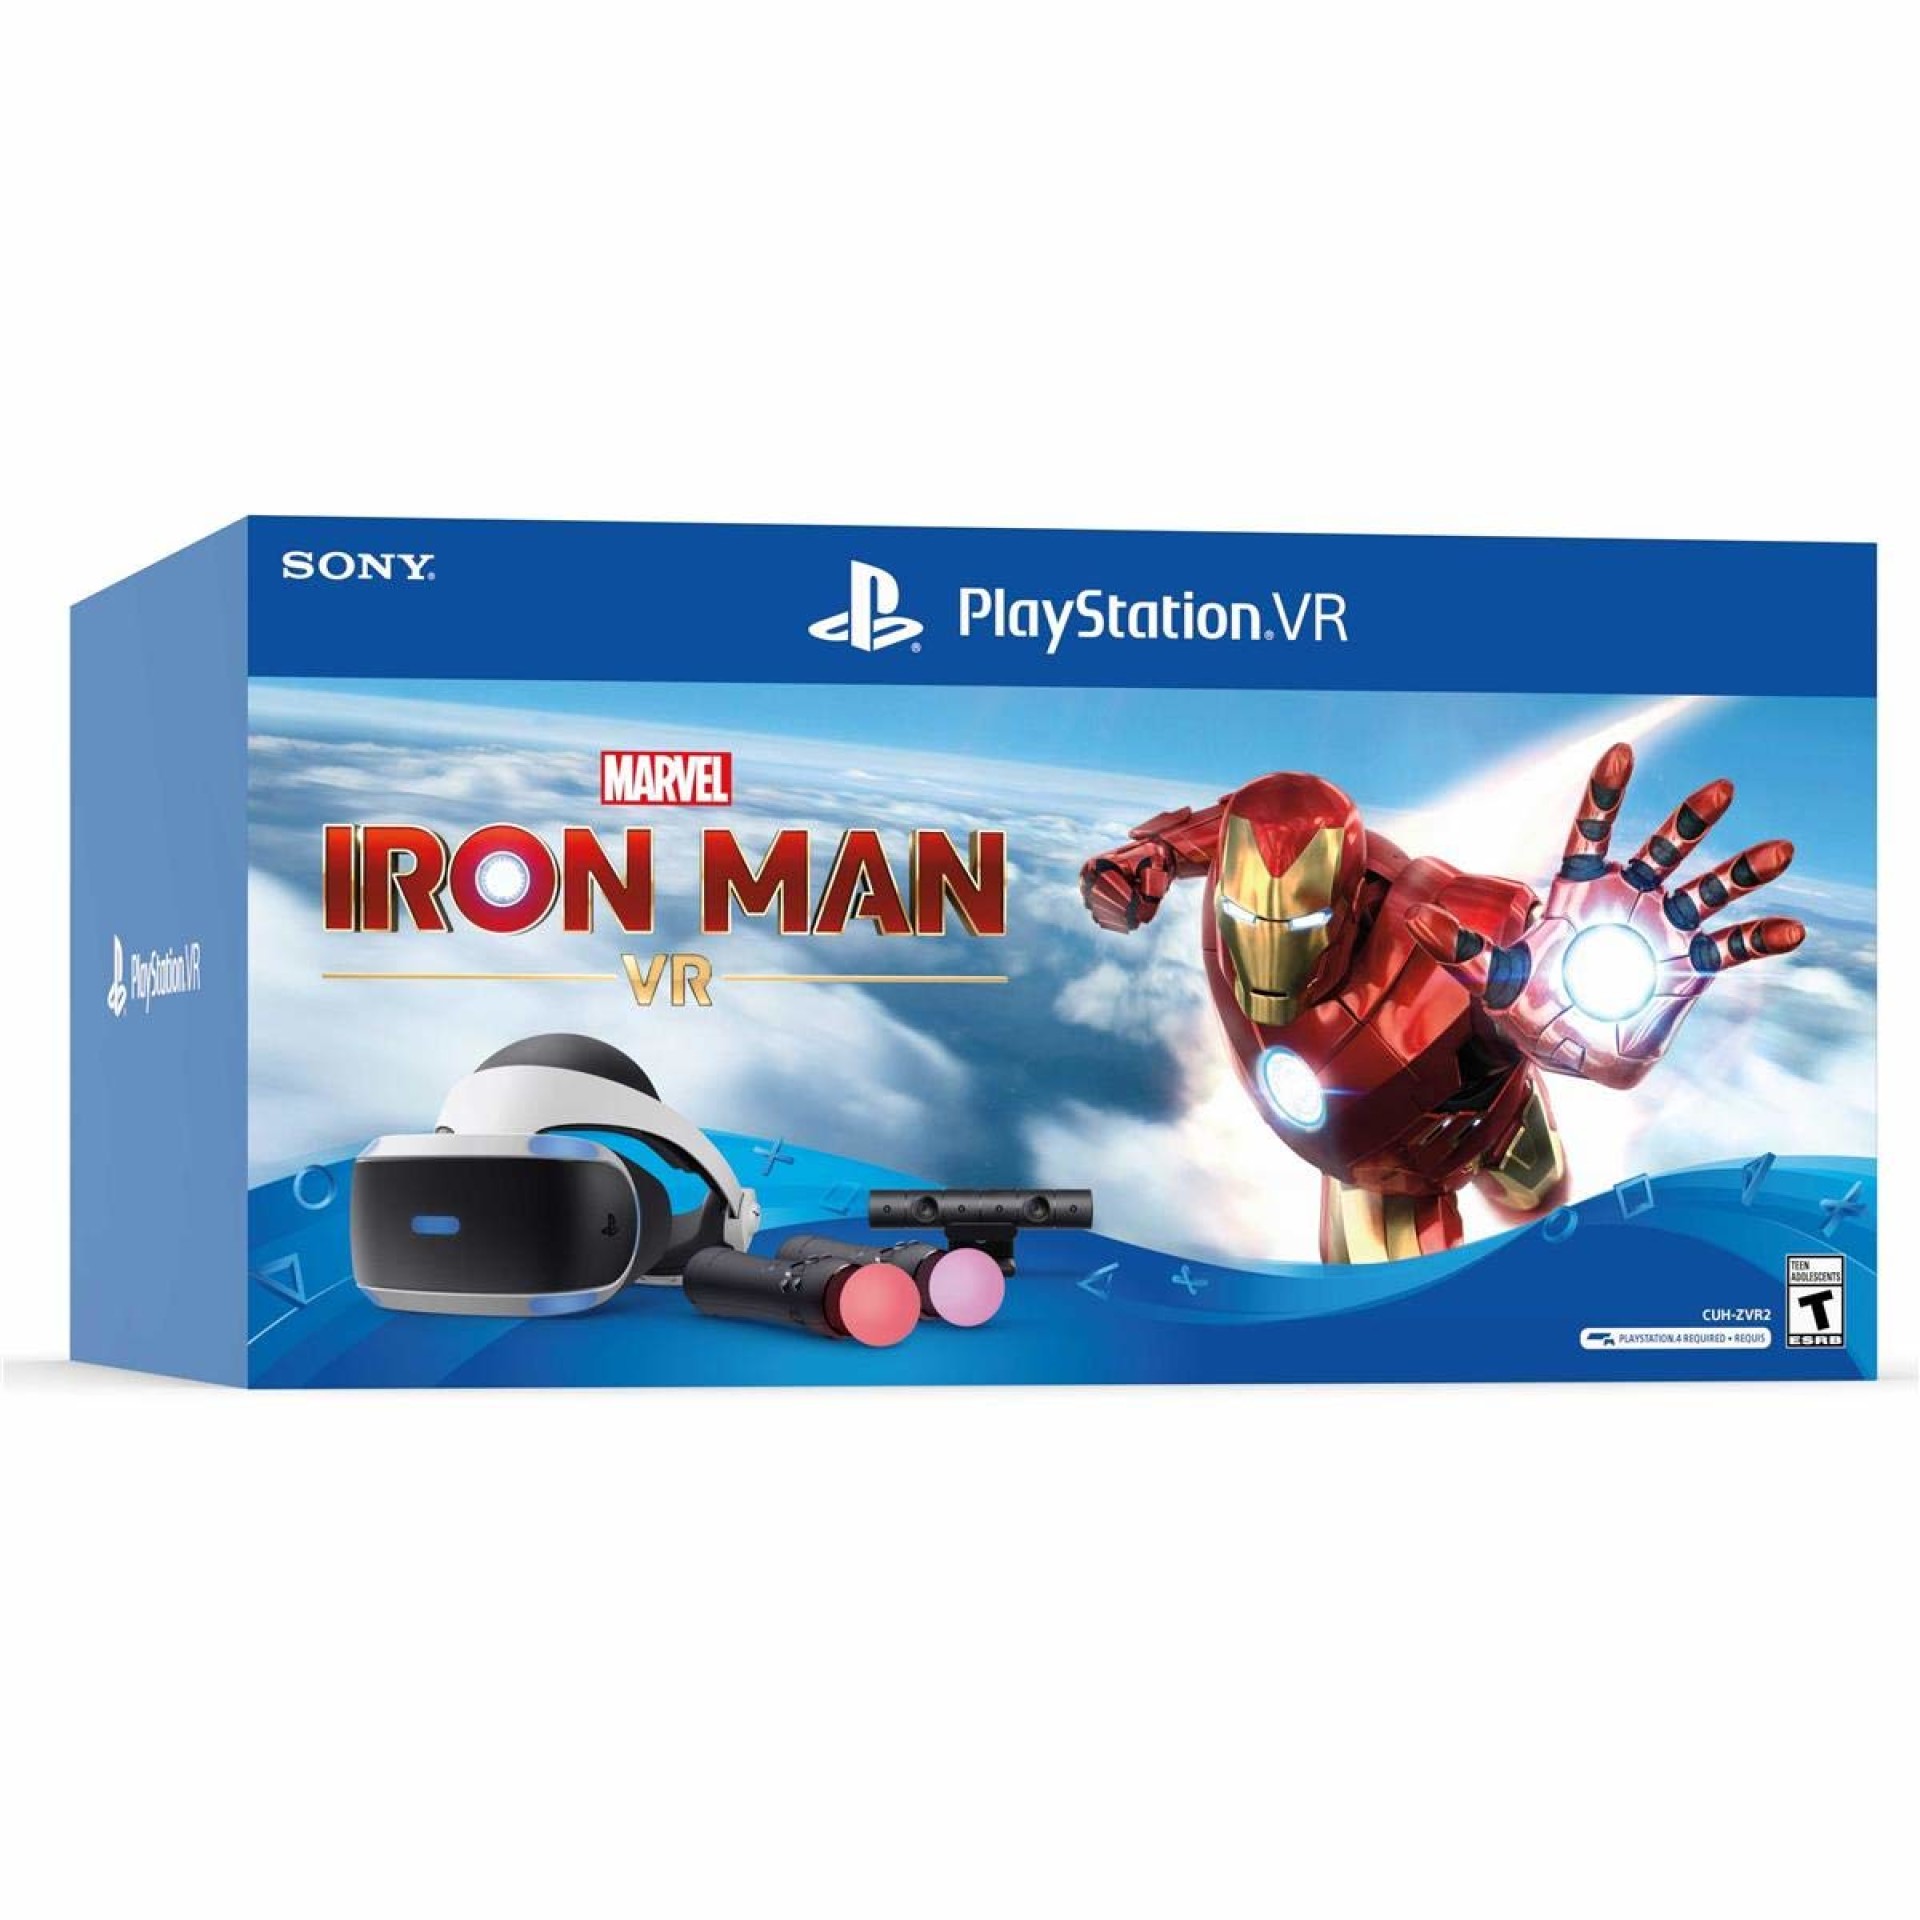 SONY®
PlayStation®VR
MARVEL
IRON MAN
VR
PlayStation®VR
TEEN
ADOLESCENTS
T
ESRB
CUH-ZVR2
PLAYSTATION®4 REQUIRED • REQUIS